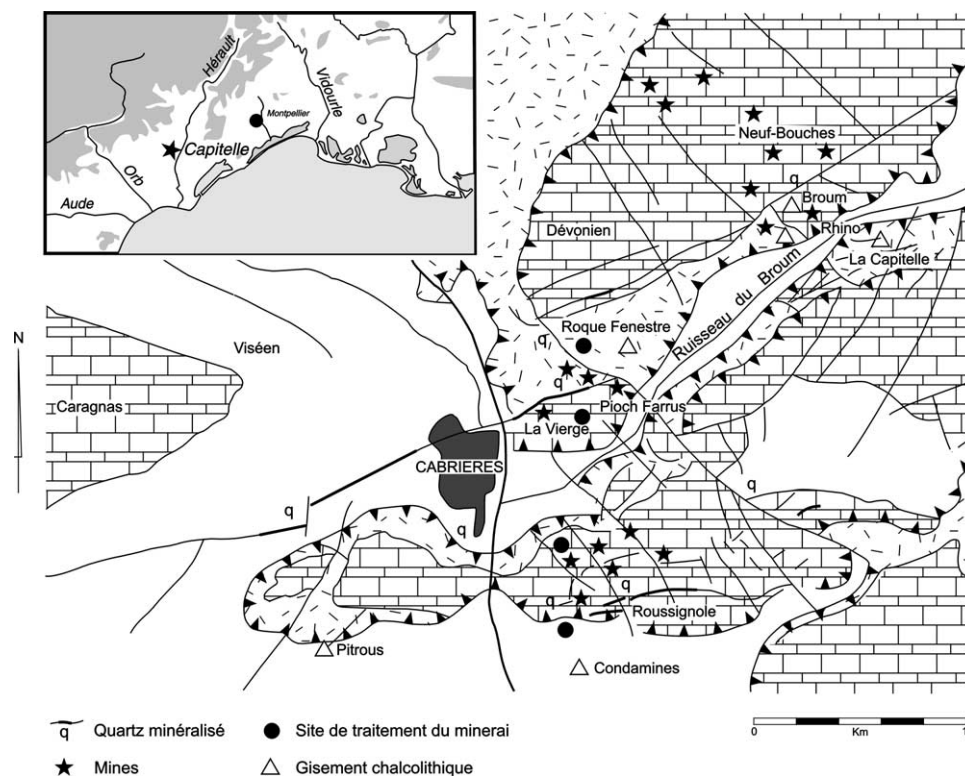 Hérault
Vidourle
Montpellier
Capitelle
Orb
Aude
Neuf-Bouches
q
Broum
Dévonien
Rhino
La Capitelle
Ruisseau du Broum
N
Roque Fenestre
Viséen
q
q
Caragnas
Pioch Farrus
La Vierge
CABRIERES
q
q
q
q
q
Roussignole
Pitrous
Condamines
q Quartz minéralisé
Site de traitement du minerai
Mines
Gisement chalcolithique
0 Km 1